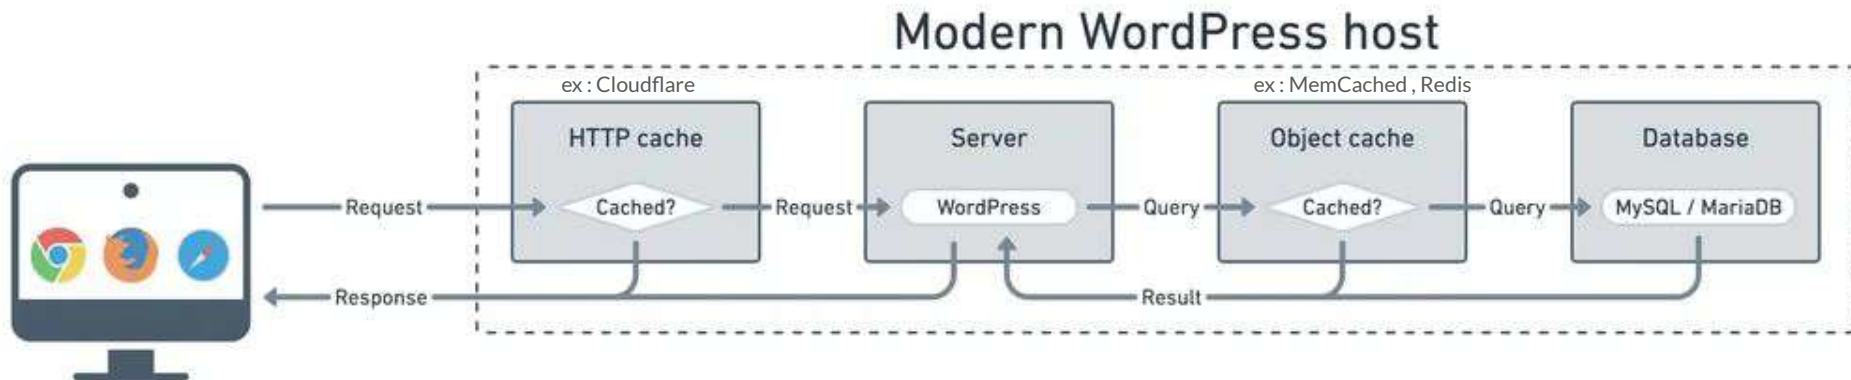 Modern WordPress host
ex : Cloudflare
ex : MemCached , Redis
HTTP cache
Server
Object cache
Database
Request
Cached?
Request
WordPress
Query
Cached?
Query
MySQL / MariaDB
Response
Result